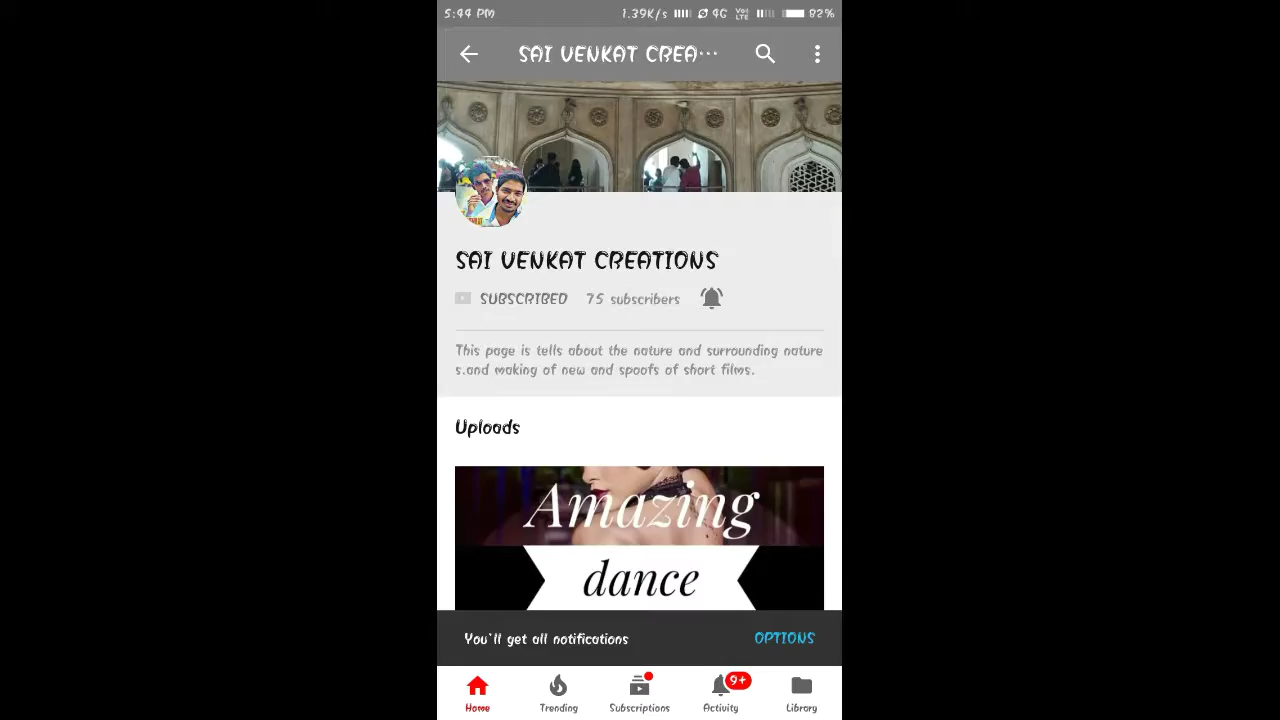 5:44 PM 1.39K/s 4G VoLTE 82%
SAI VENKAT CREA...
SAI VENKAT CREATIONS
SUBSCRIBED 75 subscribers
This page is tells about the nature and surrounding nature
s.and making of new and spoofs of short films.
Uploads
Amazing
dance
You'll get all notifications OPTIONS
9+
Home Trending Subscriptions Activity Library